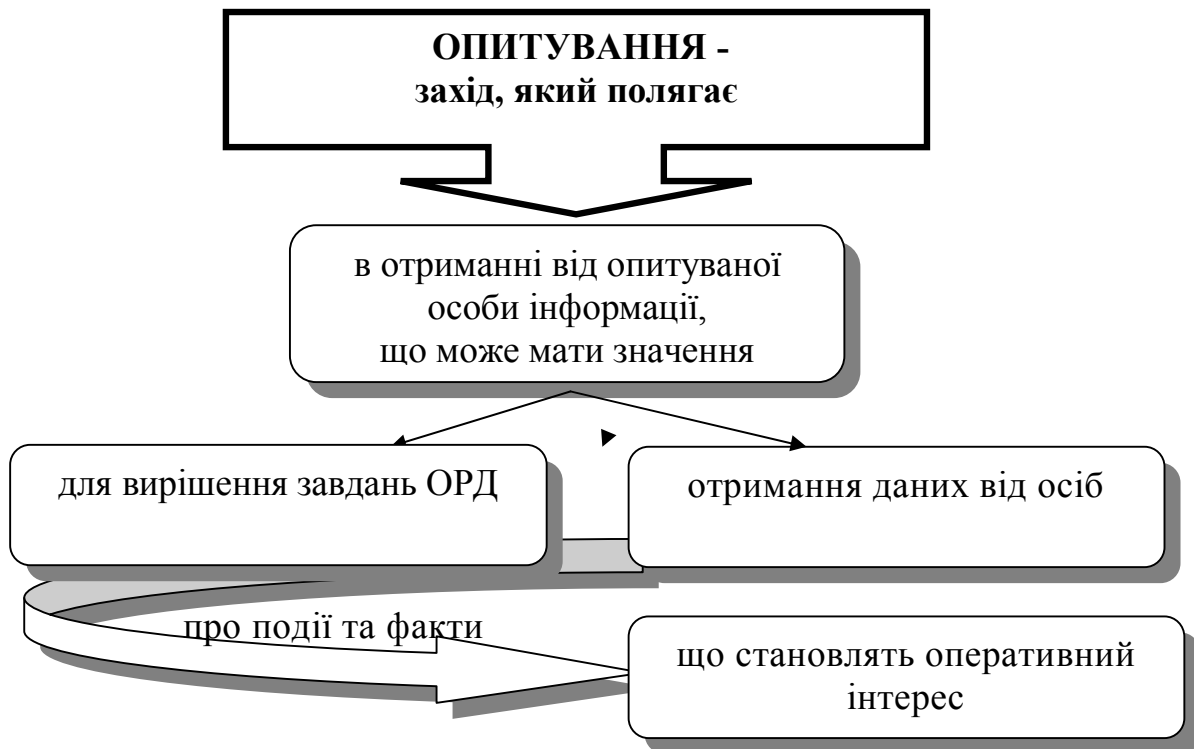 ОПИТУВАННЯ -
захід, який полягає
в отриманні від опитуваної
особи інформації,
що може мати значення
для вирішення завдань ОРД
отримання даних від осіб
про події та факти
що становлять оперативний
інтерес